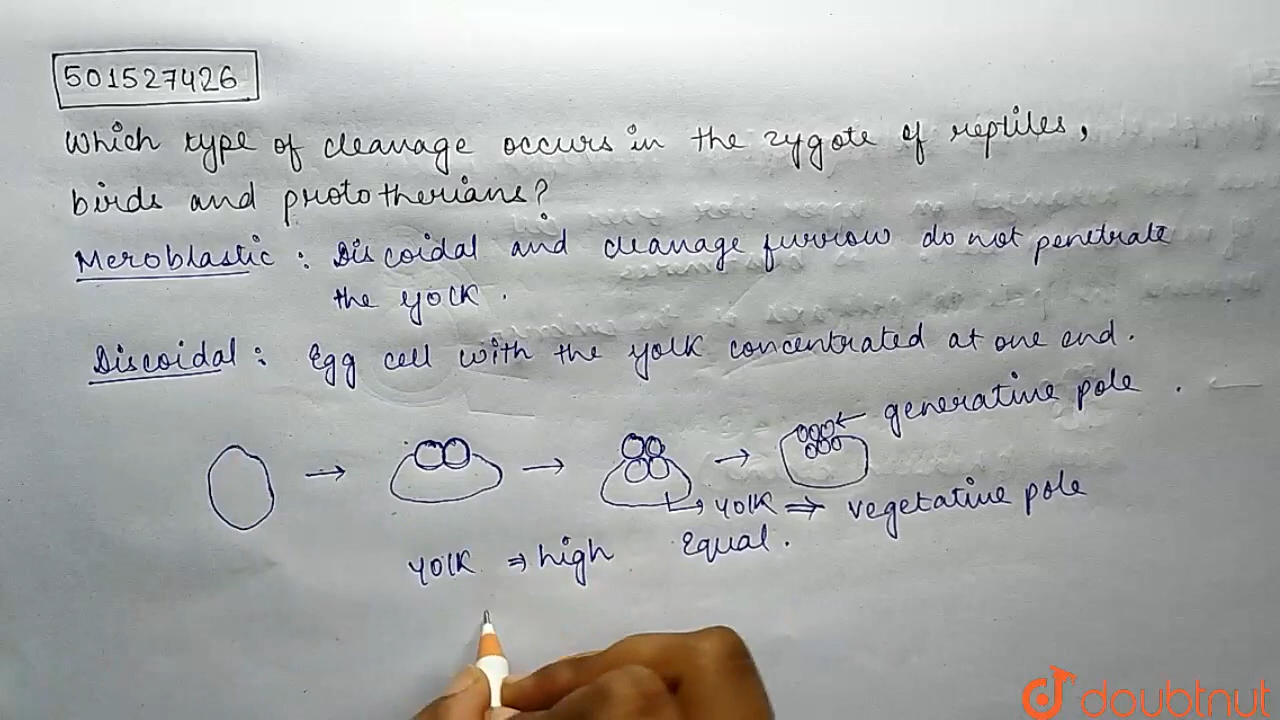 501527426
Which type of cleavage occurs in the zygote of reptiles,
birds and prototherians?
Meroblastic : Discoidal and cleavage furrow do not penetrate
the yolk .
Discoidal : Egg cell with the yolk concentrated at one end .
generative pole .
yolk ⇒ vegetative pole
yolk ⇒ high Equal .
doubtnut